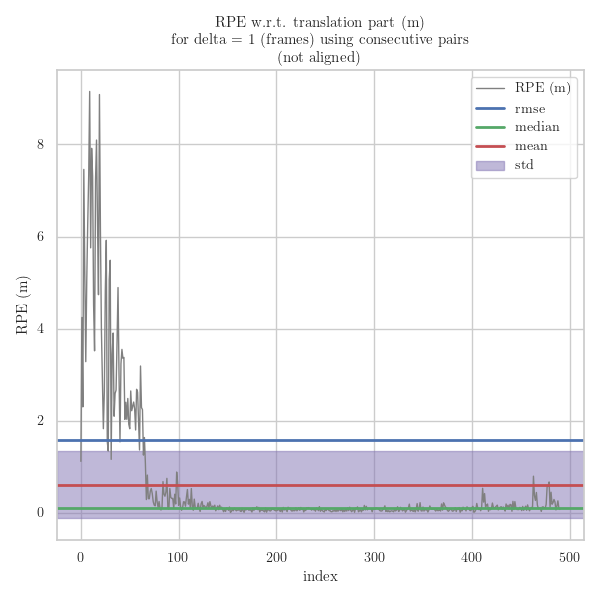 RPE w.r.t. translation part (m)
for delta = 1 (frames) using consecutive pairs
(not aligned)
RPE (m)
rmse
median
mean
std
8
6
4
2
0
RPE (m)
0
100
200
300
400
500
index